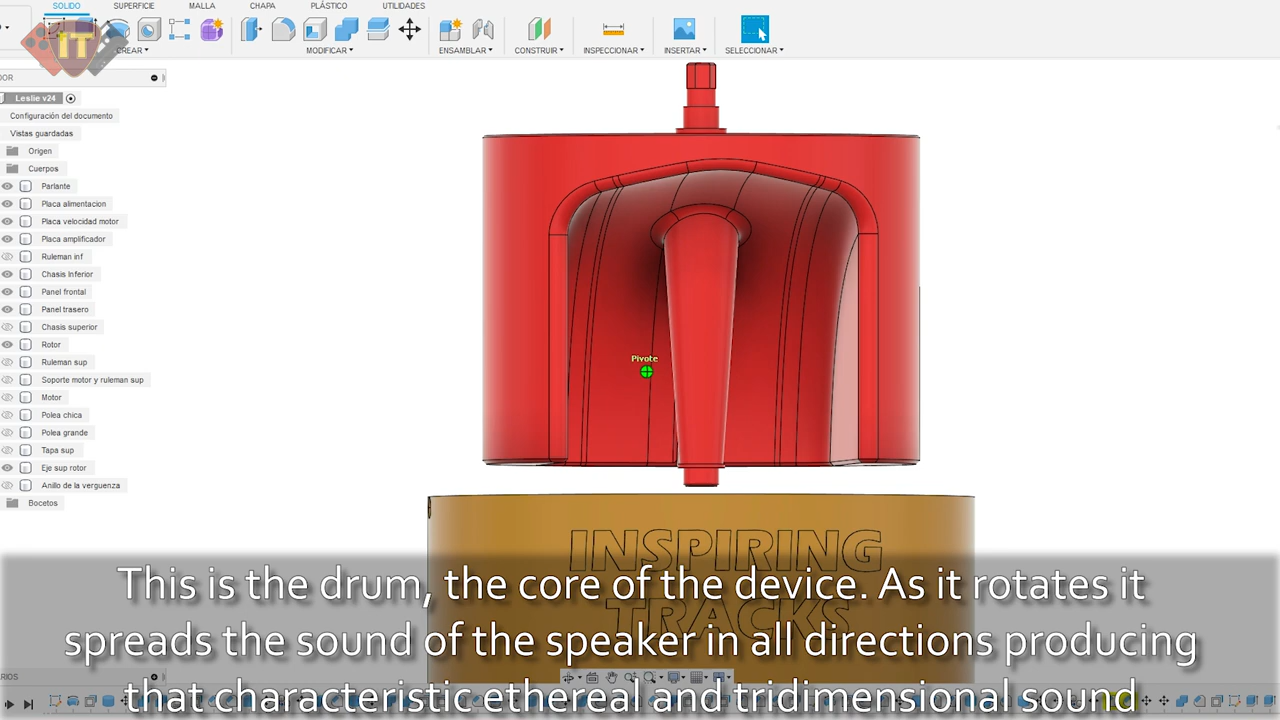 SOLIDO
SUPERFICIE
MALLA
CHAPA
PLÁSTICO
UTILIDADES
IT
CREAR
MODIFICAR
ENSAMBLAR
CONSTRUIR
INSPECCIONAR
INSERTAR
SELECCIONAR
DOR
Leslie v24
Configuración del documento
Vistas guardadas
Origen
Cuerpos
Parlante
Placa alimentacion
Placa velocidad motor
Placa amplificador
Ruleman inf
Chasis Inferior
Panel frontal
Panel trasero
Chasis superior
Rotor
Ruleman sup
Soporte motor y ruleman sup
Motor
Polea chica
Polea grande
Tapa sup
Eje sup rotor
Anillo de la verguenza
Bocetos
Pivote
INSPIRING
TRACKS
This is the drum, the core of the device. As it rotates it
spreads the sound of the speaker in all directions producing
that characteristic ethereal and tridimensional sound
ARIOS